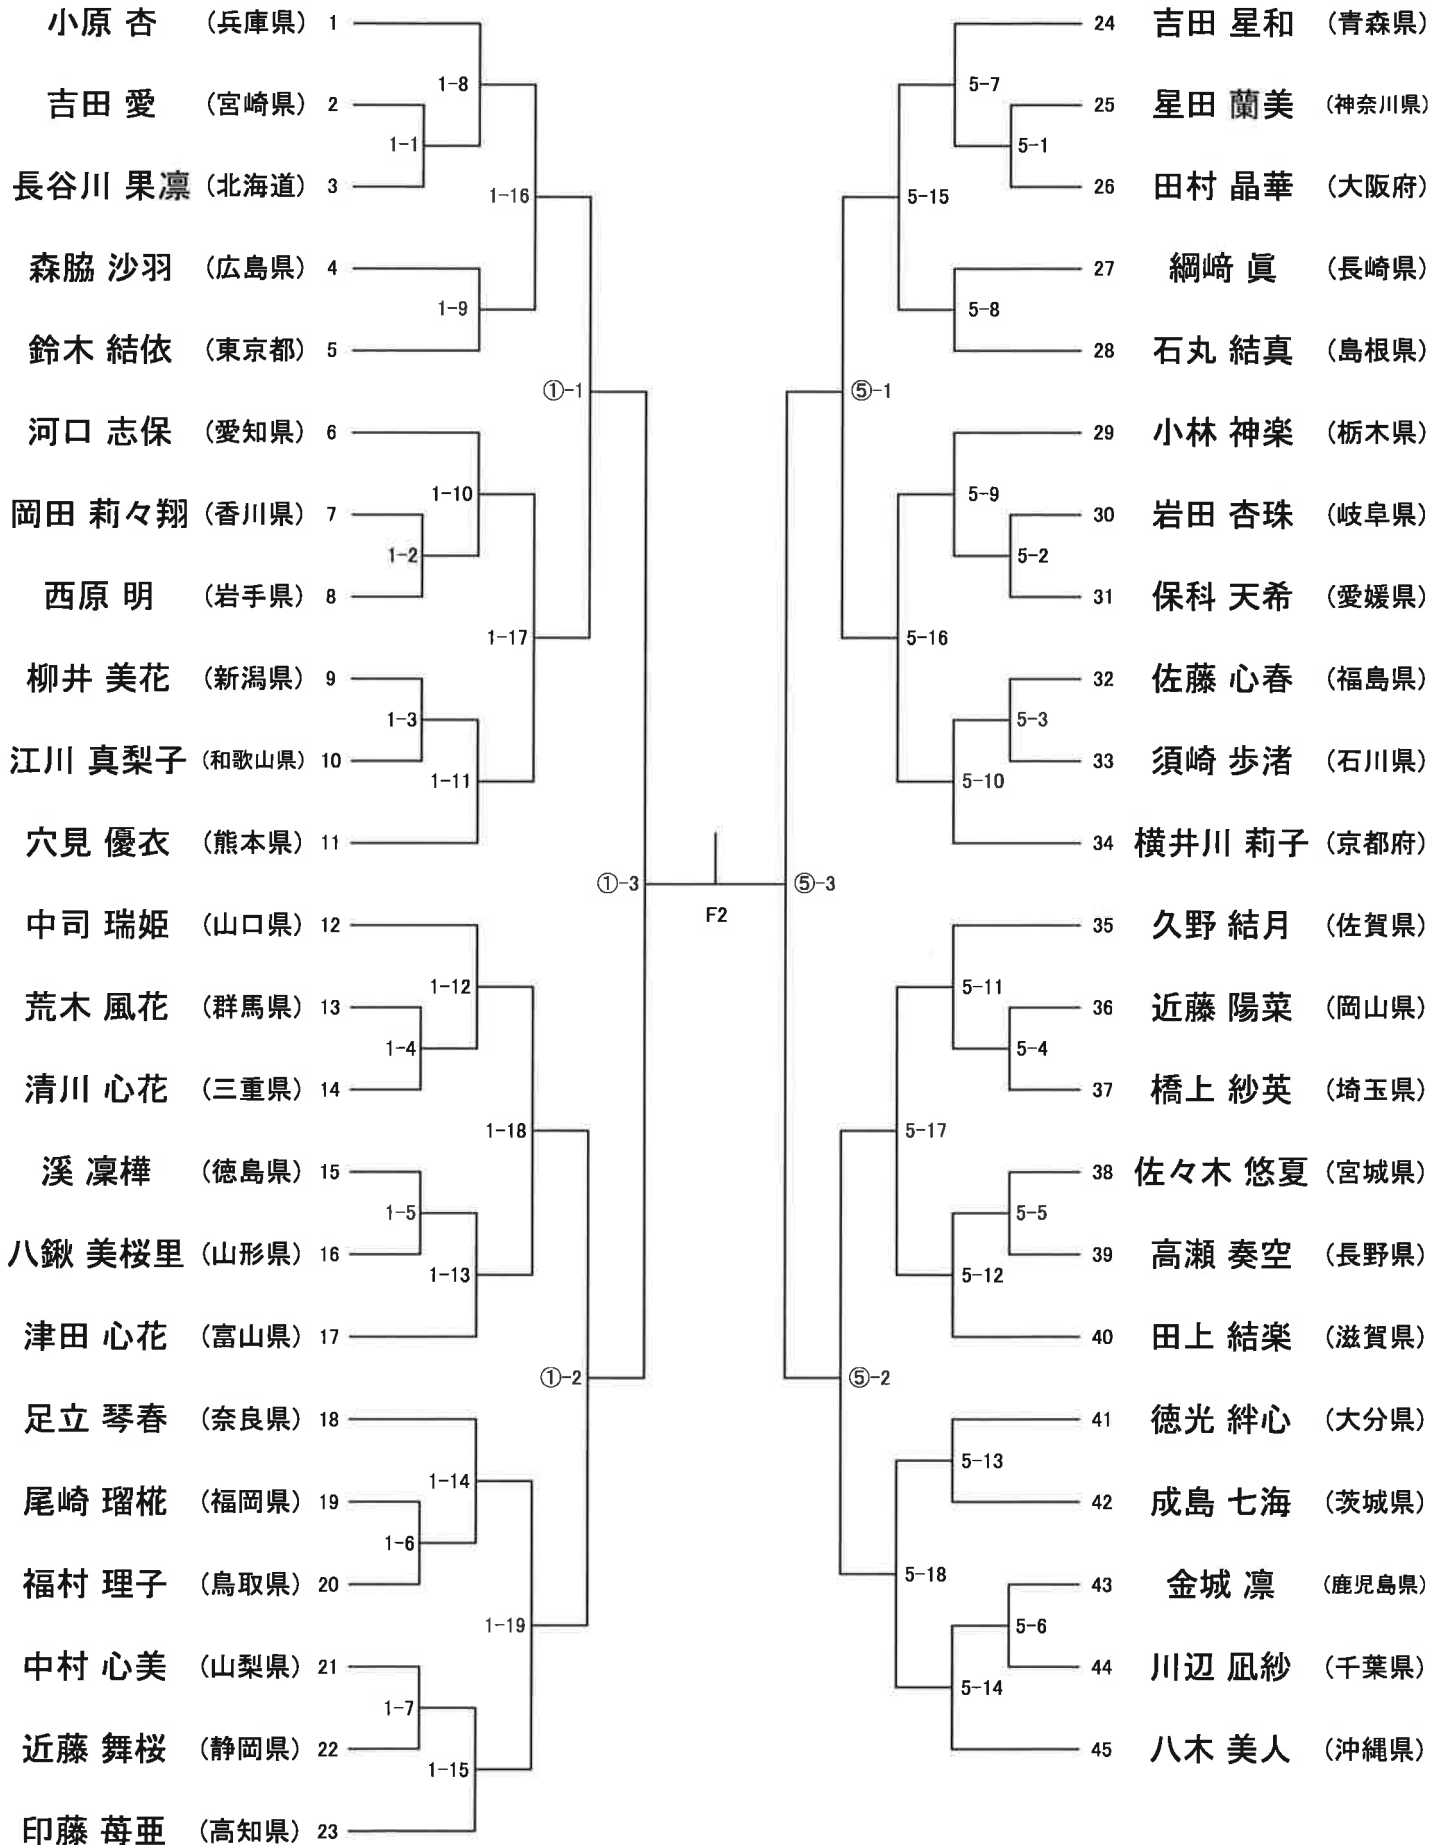 小原 杏 （兵庫県） 1
吉田 愛 （宮崎県） 2
長谷川 果凛 （北海道） 3
森脇 沙羽 （広島県） 4
鈴木 結依 （東京都） 5
河口 志保 （愛知県） 6
岡田 莉々翔 （香川県） 7
西原 明 （岩手県） 8
柳井 美花 （新潟県） 9
江川 真梨子 （和歌山県） 10
穴見 優衣 （熊本県） 11
中司 瑞姫 （山口県） 12
荒木 風花 （群馬県） 13
清川 心花 （三重県） 14
溪 凜樺 （徳島県） 15
八鍬 美桜里 （山形県） 16
津田 心花 （富山県） 17
足立 琴春 （奈良県） 18
尾崎 瑠椛 （福岡県） 19
福村 理子 （鳥取県） 20
中村 心美 （山梨県） 21
近藤 舞桜 （静岡県） 22
印藤 苺亜 （高知県） 23
1-8
1-1
1-16
1-9
①-1
1-10
1-2
1-17
1-3
1-11
①-3
1-12
1-4
1-18
1-5
1-13
①-2
1-14
1-6
1-19
1-7
1-15
F2
5-7
5-1
5-15
5-8
⑤-1
5-9
5-2
5-16
5-3
5-10
⑤-3
5-11
5-4
5-17
5-5
5-12
⑤-2
5-13
5-18
5-6
5-14
24 吉田 星和 （青森県）
25 星田 蘭美 （神奈川県）
26 田村 晶華 （大阪府）
27 綱﨑 眞 （長崎県）
28 石丸 結真 （島根県）
29 小林 神楽 （栃木県）
30 岩田 杏珠 （岐阜県）
31 保科 天希 （愛媛県）
32 佐藤 心春 （福島県）
33 須崎 歩渚 （石川県）
34 横井川 莉子 （京都府）
35 久野 結月 （佐賀県）
36 近藤 陽菜 （岡山県）
37 橋上 紗英 （埼玉県）
38 佐々木 悠夏 （宮城県）
39 高瀬 奏空 （長野県）
40 田上 結楽 （滋賀県）
41 徳光 絆心 （大分県）
42 成島 七海 （茨城県）
43 金城 凛 （鹿児島県）
44 川辺 凪紗 （千葉県）
45 八木 美人 （沖縄県）